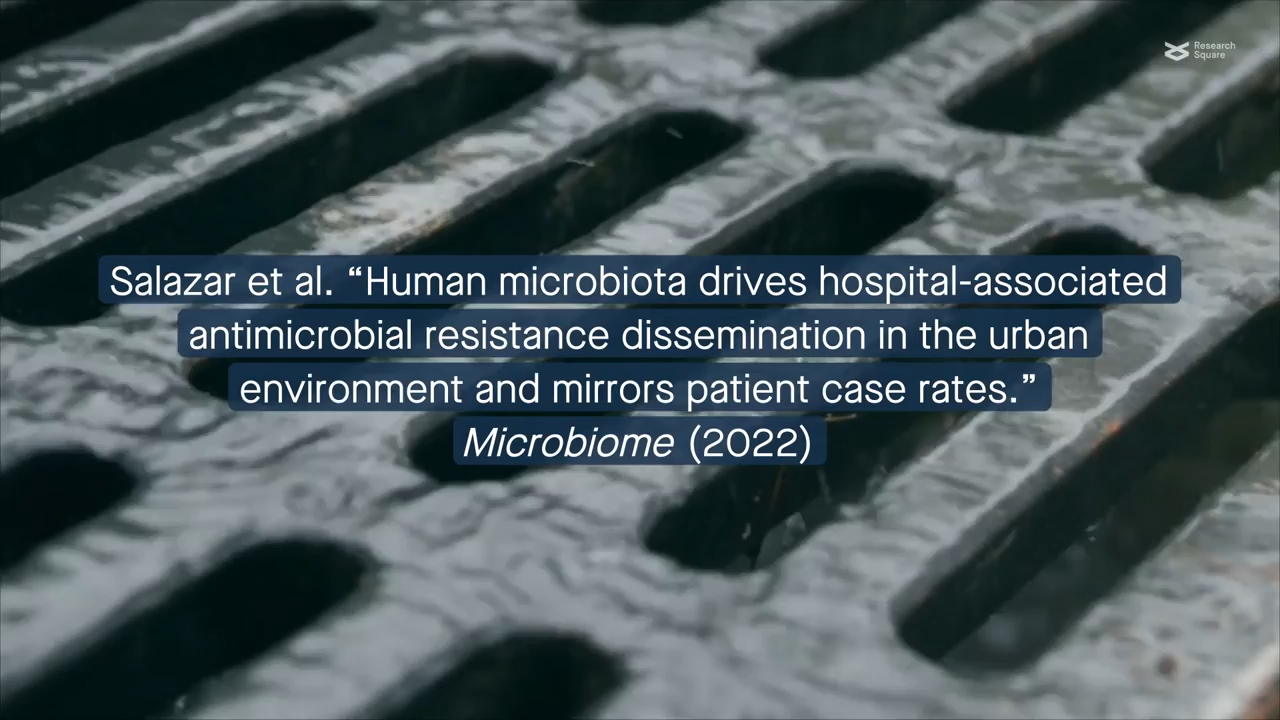 Research
Square
Salazar et al. “Human microbiota drives hospital-associated
antimicrobial resistance dissemination in the urban
environment and mirrors patient case rates.”
Microbiome (2022)